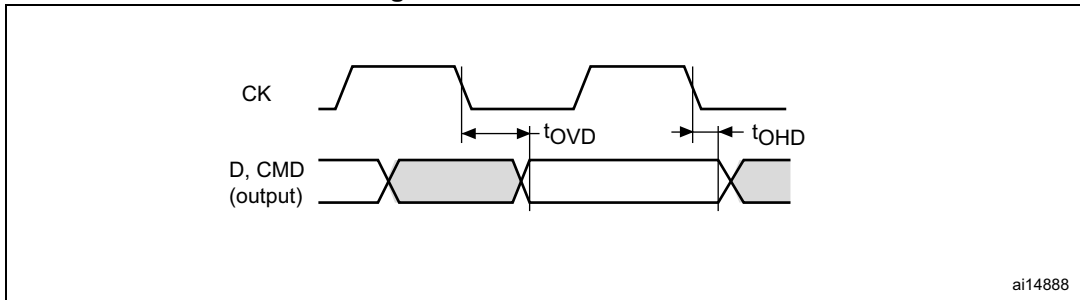 CK
tOVD
tOHD
D, CMD
(output)
ai14888